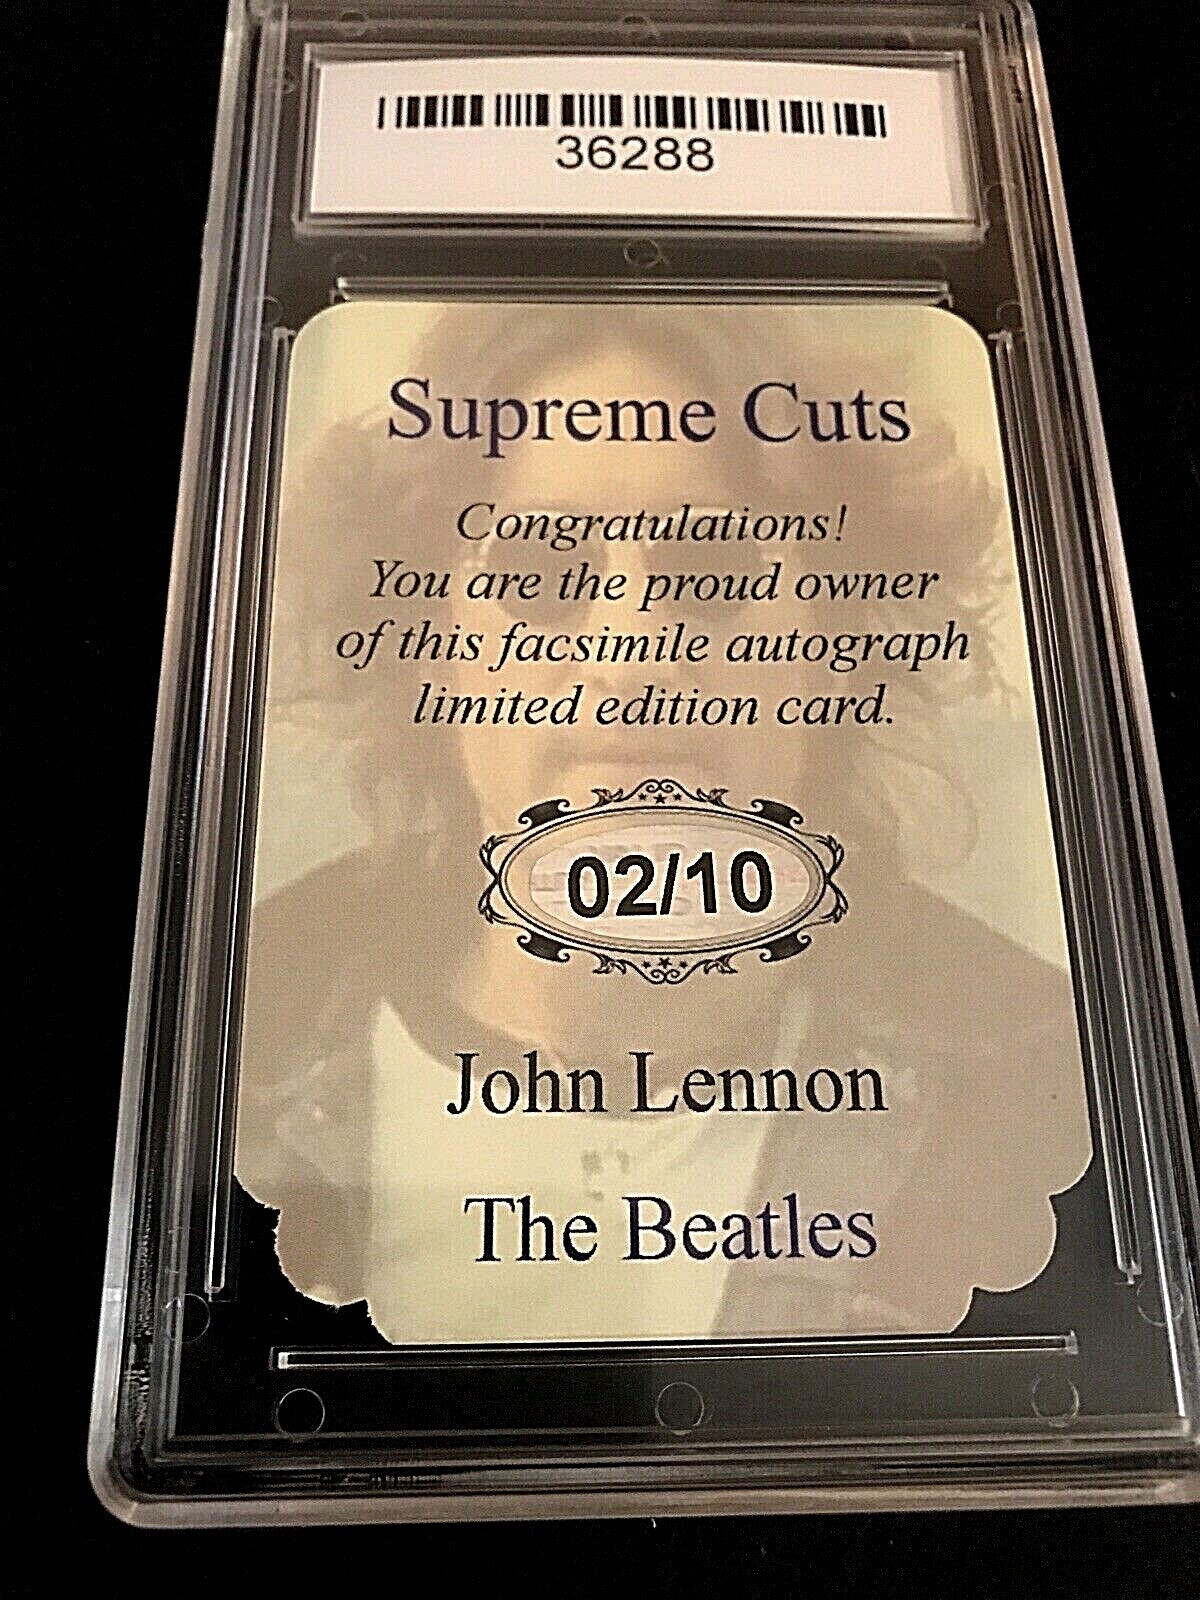 36288
Supreme Cuts
Congratulations!
You are the proud owner
of this facsimile autograph
limited edition card.
02/10
John Lennon
The Beatles